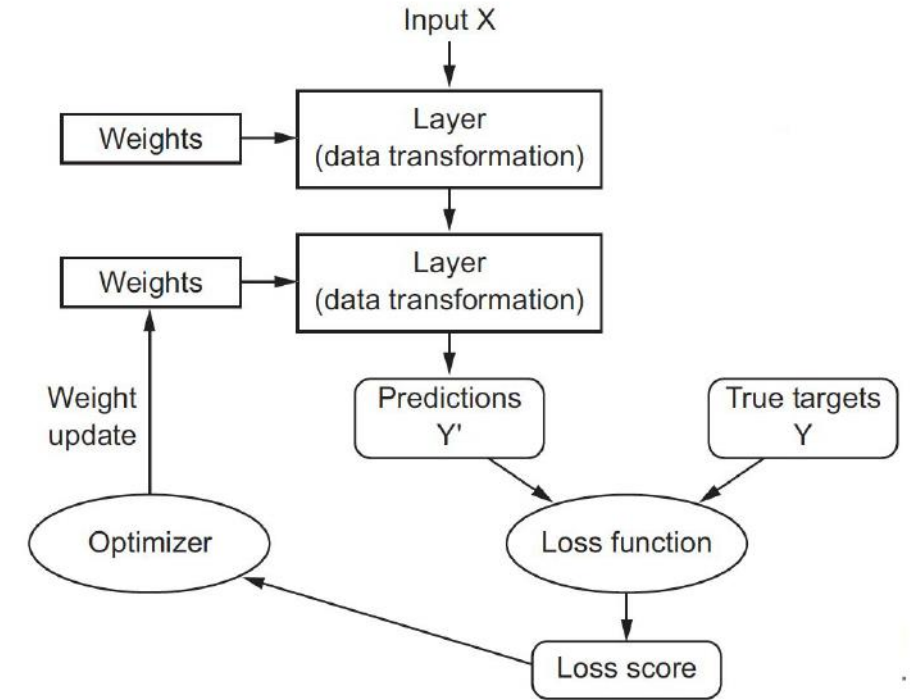 Input X
Weights
Layer
(data transformation)
Weights
Layer
(data transformation)
Weight
update
Predictions
Y'
True targets
Y
Optimizer
Loss function
Loss score